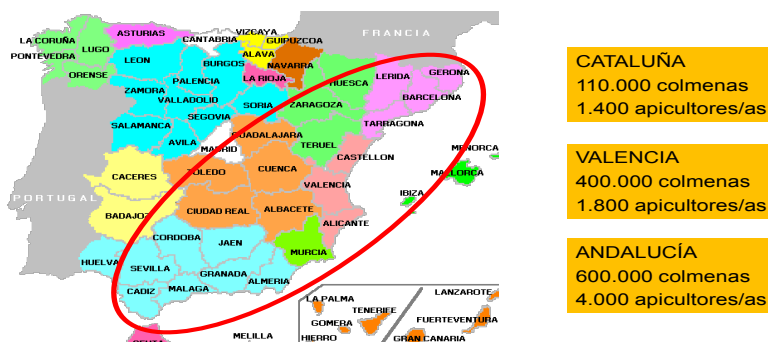 FRANCIA
VIZCAYA
ASTURIAS
CANTABRIA
GUIPUZCOA
LA CORUÑA
LUGO
ALAVA
PONTEVEDRA
LEON
BURGOS
NAVARRA
ORENSE
PALENCIA
LA RIOJA
HUESCA
LERIDA
GERONA
ZAMORA
VALLADOLID
SORIA
ZARAGOZA
BARCELONA
SEGOVIA
SALAMANCA
TARRAGONA
GUADALAJARA
AVILA
MADRID
TERUEL
CASTELLON
MENORCA
CACERES
TOLEDO
CUENCA
MALLORCA
VALENCIA
IBIZA
PORTUGAL
BADAJOZ
CIUDAD REAL
ALBACETE
ALICANTE
CORDOBA
JAEN
MURCIA
HUELVA
SEVILLA
GRANADA
ALMERIA
CADIZ
MALAGA
LANZAROTE
LA PALMA
TENERIFE
GOMERA
FUERTEVENTURA
MELILLA
HIERRO
GRAN CANARIA
CEUTA
CATALUÑA
110.000 colmenas
1.400 apicultores/as
VALENCIA
400.000 colmenas
1.800 apicultores/as
ANDALUCÍA
600.000 colmenas
4.000 apicultores/as